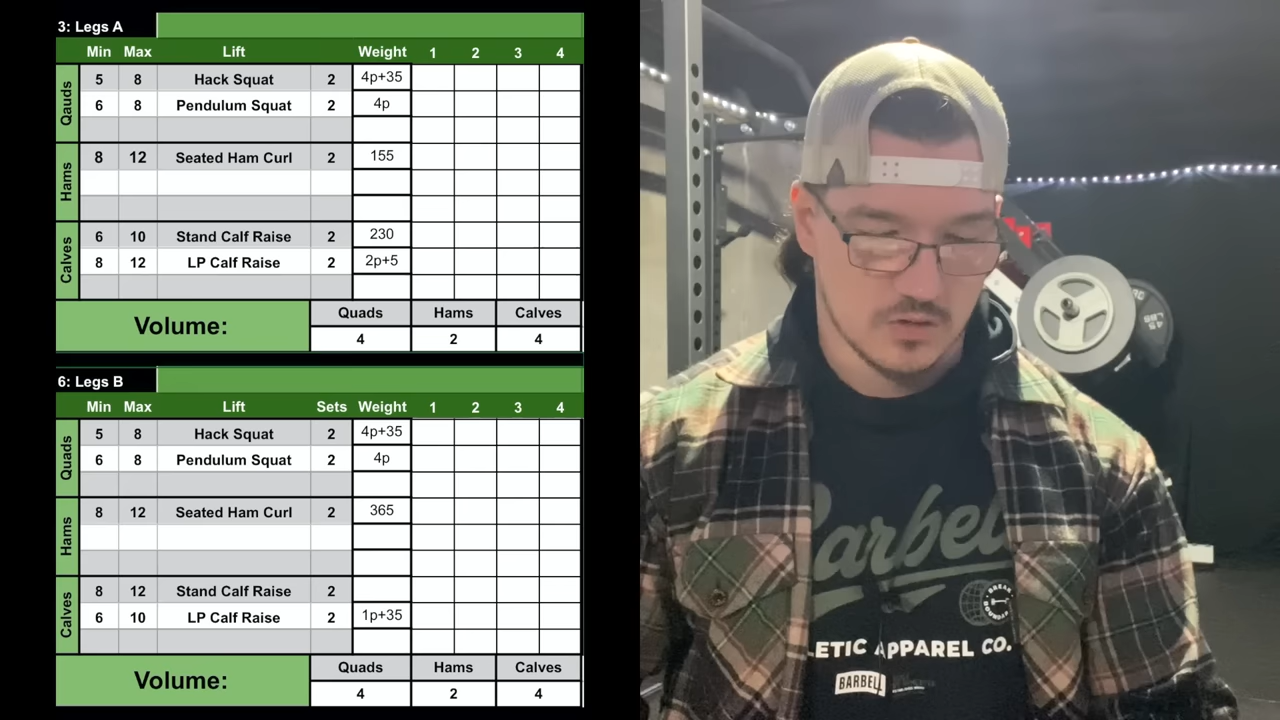 3: Legs A
Min Max Lift Weight 1 2 3 4
Qauds
5 8 Hack Squat 2 4p+35
6 8 Pendulum Squat 2 4p
Hams
8 12 Seated Ham Curl 2 155
Calves
6 10 Stand Calf Raise 2 230
8 12 LP Calf Raise 2 2p+5
Volume:
Quads Hams Calves
4 2 4
6: Legs B
Min Max Lift Sets Weight 1 2 3 4
Quads
5 8 Hack Squat 2 4p+35
6 8 Pendulum Squat 2 4p
Hams
8 12 Seated Ham Curl 2 365
Calves
8 12 Stand Calf Raise 2
6 10 LP Calf Raise 2 1p+35
Volume:
Quads Hams Calves
4 2 4
45
LBS
Barbell
LETIC APPAREL CO.
BARBELL